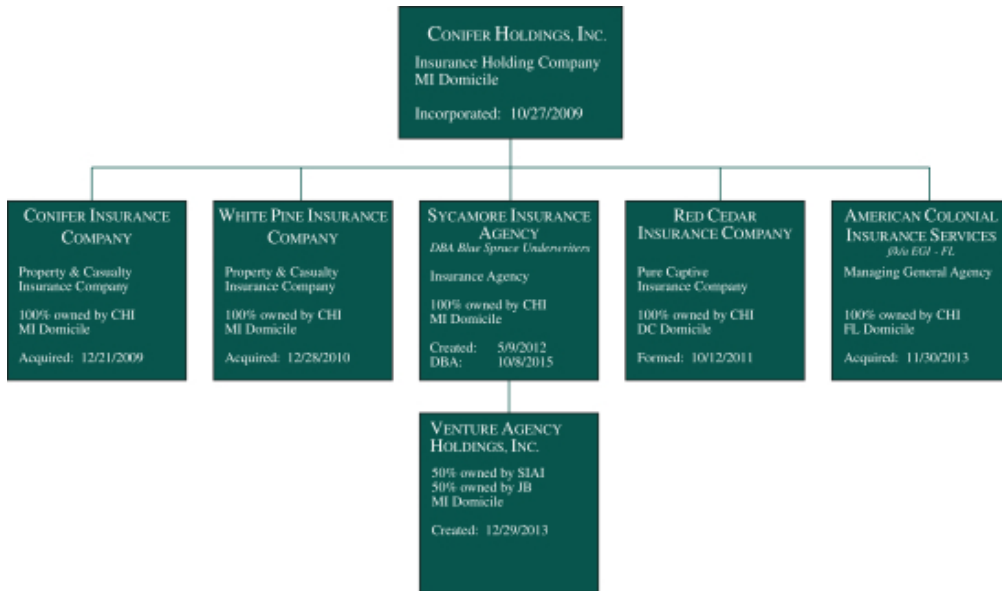 CONIFER HOLDINGS, INC.
Insurance Holding Company
MI Domicile
Incorporated: 10/27/2009
CONIFER INSURANCE
COMPANY
Property & Casualty
Insurance Company
100% owned by CHI
MI Domicile
Acquired: 12/21/2009
WHITE PINE INSURANCE
COMPANY
Property & Casualty
Insurance Company
100% owned by CHI
MI Domicile
Acquired: 12/28/2010
SYCAMORE INSURANCE
AGENCY
DBA Blue Spruce Underwriters
Insurance Agency
100% owned by CHI
MI Domicile
Created: 5/9/2012
DBA: 10/8/2015
RED CEDAR
INSURANCE COMPANY
Pure Captive
Insurance Company
100% owned by CHI
DC Domicile
Formed: 10/12/2011
AMERICAN COLONIAL
INSURANCE SERVICES
f/k/a EGI - FL
Managing General Agency
100% owned by CHI
FL Domicile
Acquired: 11/30/2013
VENTURE AGENCY
HOLDINGS, INC.
50% owned by SIAI
50% owned by JB
MI Domicile
Created: 12/29/2013